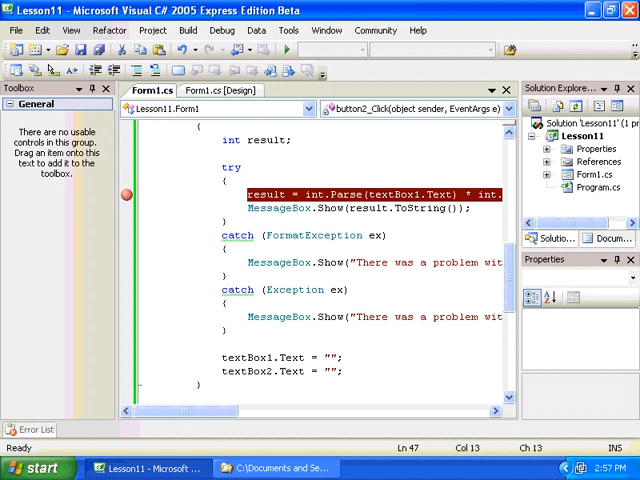 Lesson11 - Microsoft Visual C# 2005 Express Edition Beta
File Edit View Refactor Build Debug Data Tools Window Community Help
Toolbox
General
There are no usable
controls in this group.
Drag an item onto this
text to add it to the
toolbox.
Form1.cs Form1.cs [Design]
Lesson11.Form1 button2_Click(object sender, EventArgs e)
{
int result;
try
{
result = int.Parse(textBox1.Text) * int.
MessageBox.Show(result.ToString());
}
catch (FormatException ex)
{
MessageBox.Show("There was a problem wit
}
catch (Exception ex)
{
MessageBox.Show("There was a problem wit
}
textBox1.Text = "";
textBox2.Text = "";
}
Solution Explore...
Solution 'Lesson11' (1 pr
Lesson11
Properties
References
Form1.cs
Program.cs
Solutio... Docum...
Properties
Error List
Ready Ln 47 Col 13 Ch 13 INS
start Lesson11 - Microsoft ... C:\Documents and Se... 2:57 PM